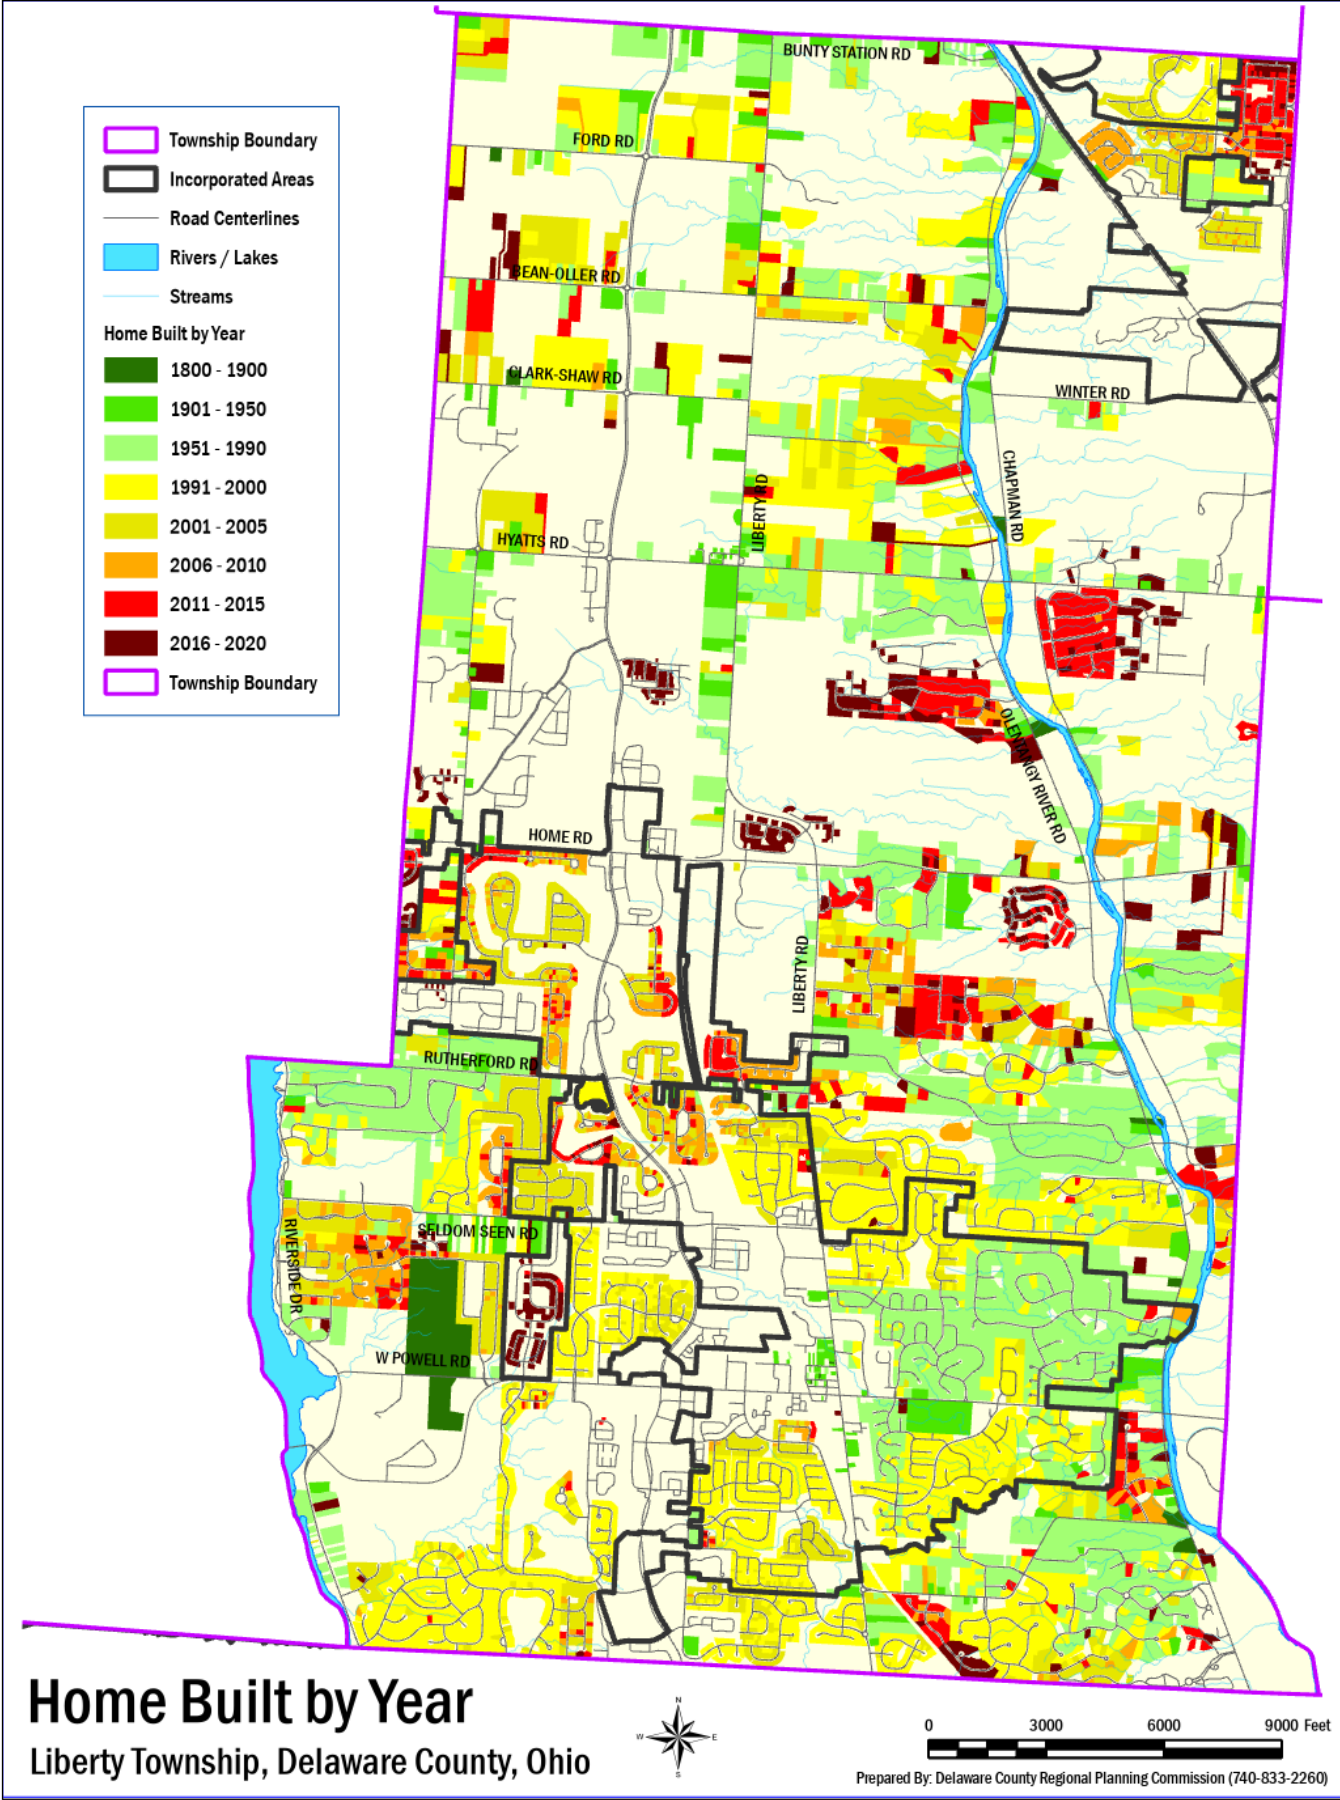 BUNTY STATION RD
Township Boundary
FORD RD
Incorporated Areas
Road Centerlines
Rivers / Lakes
BEAN-OLLER RD
Streams
Home Built by Year
1800 - 1900
CLARK-SHAW RD
WINTER RD
1901 - 1950
1951 - 1990
1991 - 2000
CHAPMAN RD
LIBERTY RD
2001 - 2005
HYATTS RD
2006 - 2010
2011 - 2015
2016 - 2020
Township Boundary
OLENTANGY RIVER RD
HOME RD
LIBERTY RD
RUTHERFORD RD
SELDOM SEEN RD
RIVERSIDE DR
W POWELL RD
Home Built by Year
Liberty Township, Delaware County, Ohio
N
W
E
S
0 3000 6000 9000 Feet
Prepared By: Delaware County Regional Planning Commission (740-833-2260)